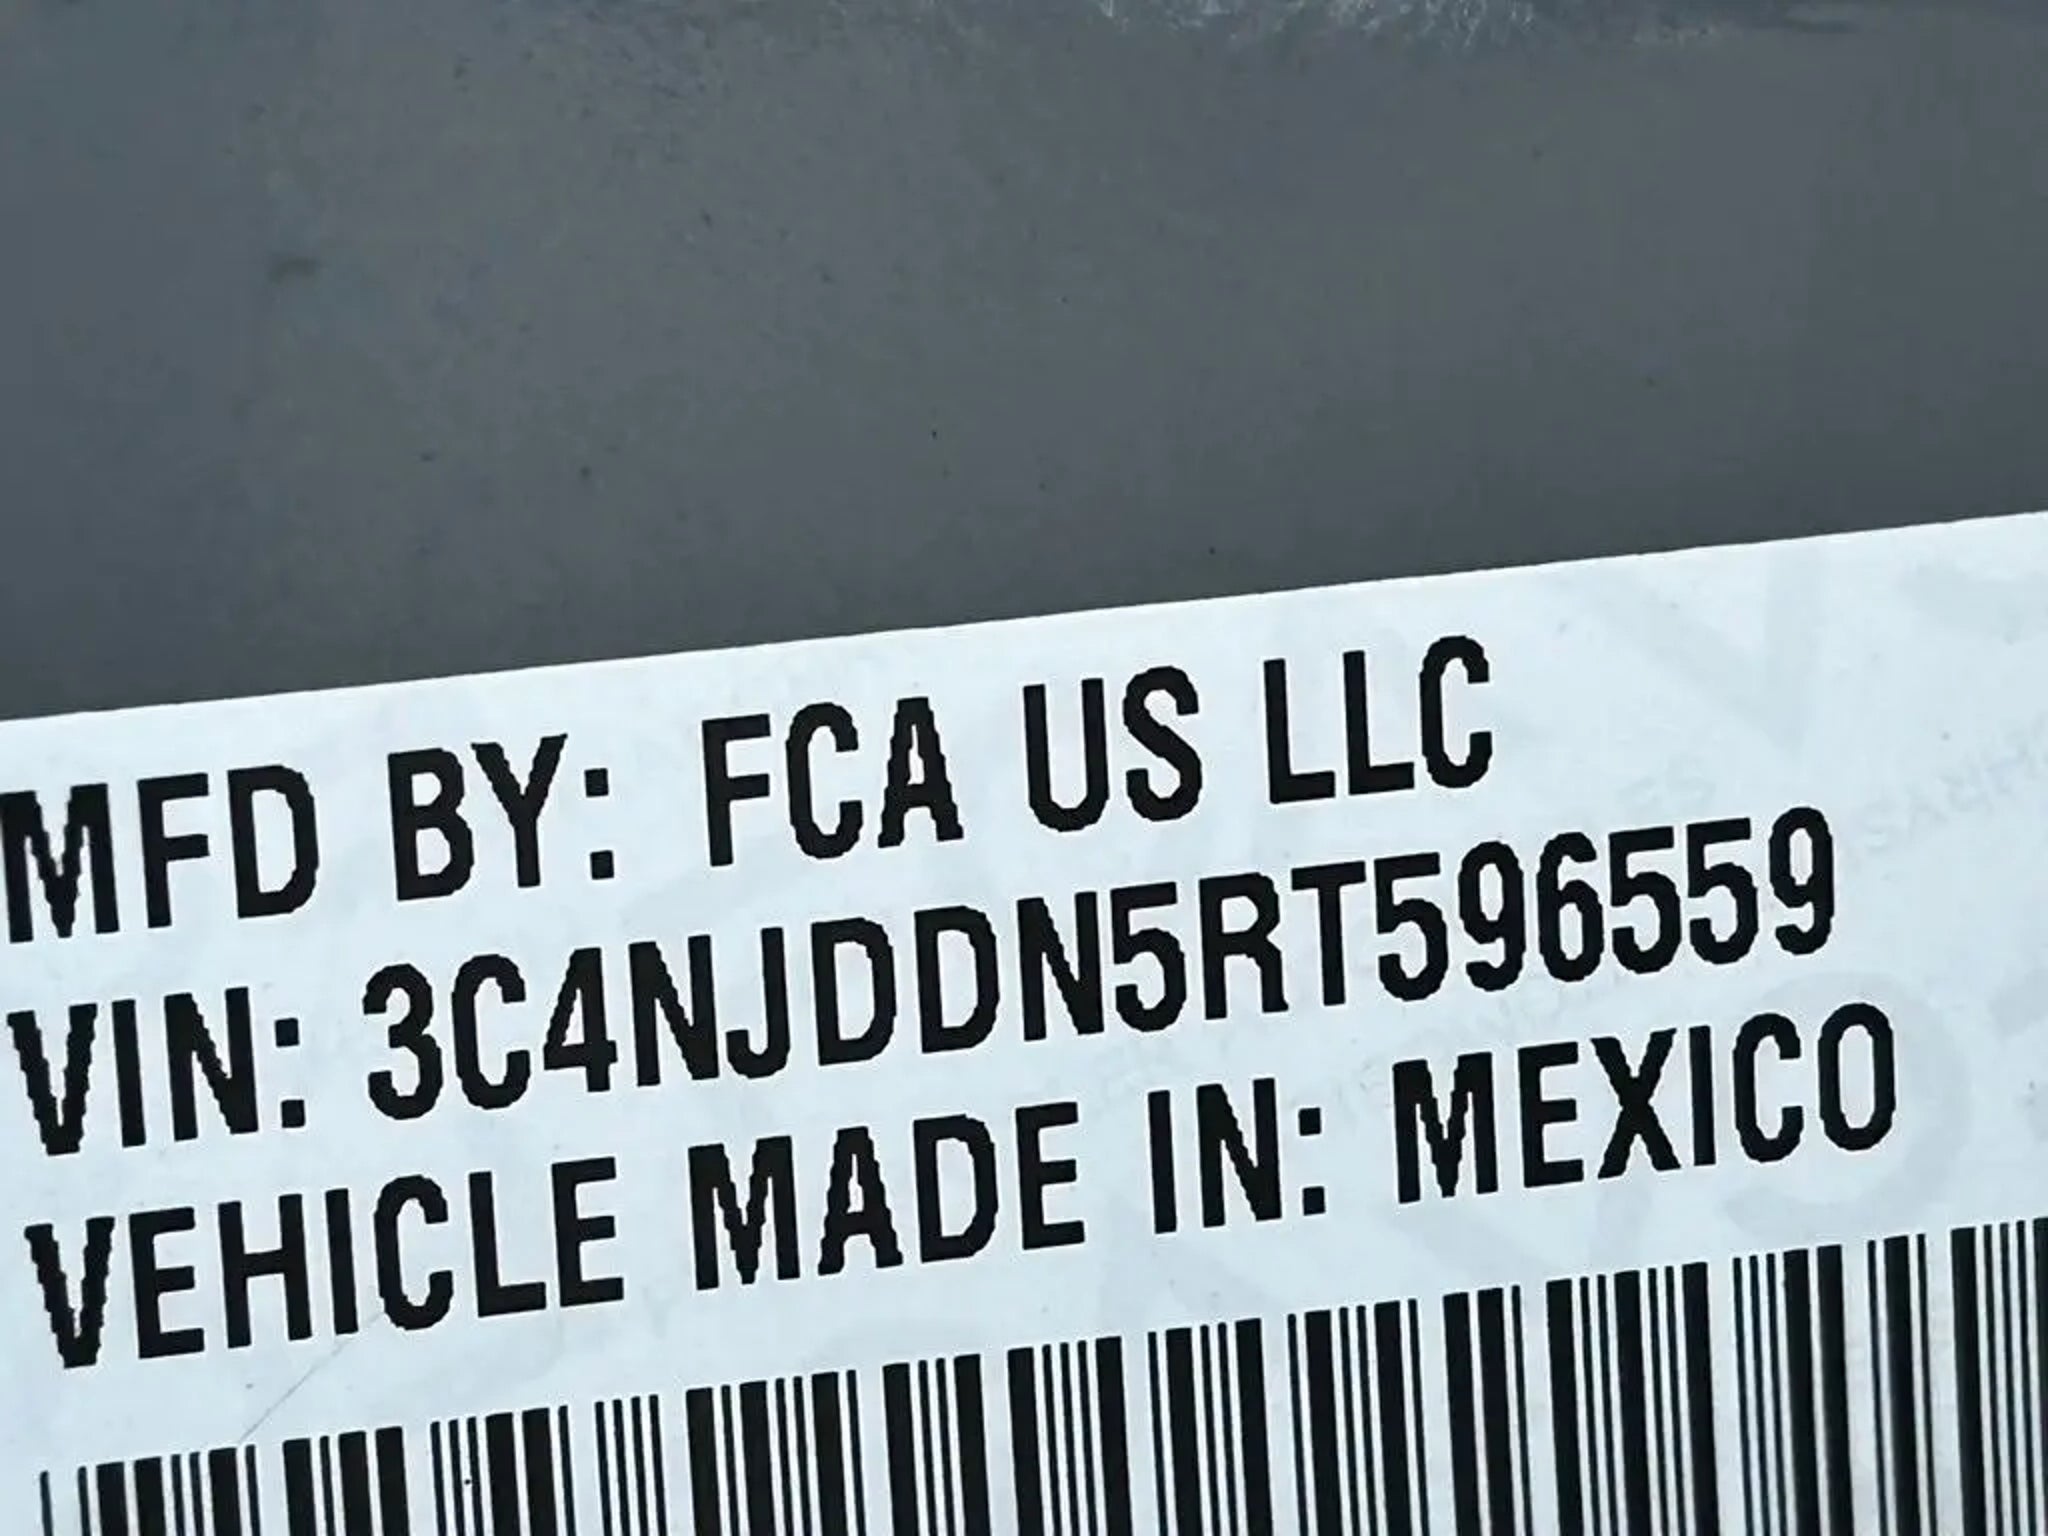 MFD BY: FCA US LLC
VIN: 3C4NJDDN5RT596559
VEHICLE MADE IN: MEXICO